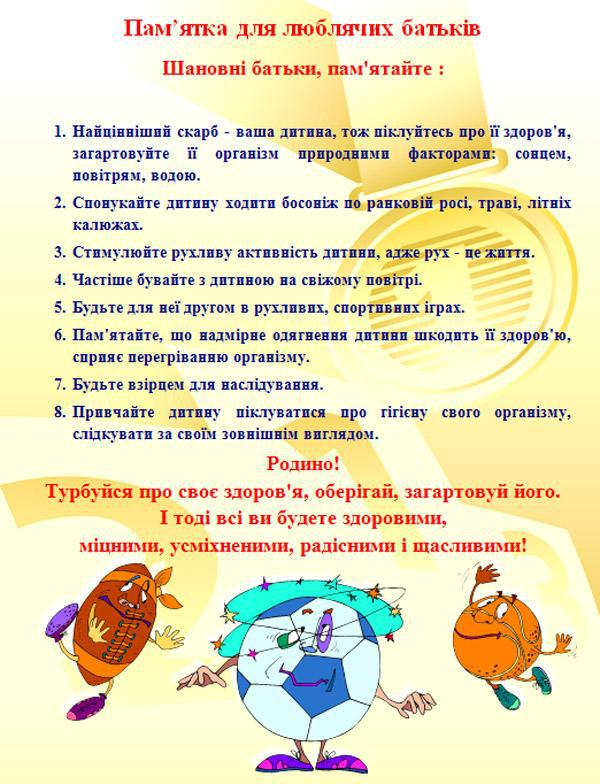 Пам’ятка для люблячих батьків
Шановні батьки, пам'ятайте :
1. Найцінніший скарб - ваша дитина, тож піклуйтесь про її здоров'я,
загартовуйте її організм природними факторами: сонцем,
повітрям, водою.
2. Спонукайте дитину ходити босоніж по ранковій росі, траві, літніх
калюжах.
3. Стимулюйте рухливу активність дитини, адже рух - це життя.
4. Частіше бувайте з дитиною на свіжому повітрі.
5. Будьте для неї другом в рухливих, спортивних іграх.
6. Пам'ятайте, що надмірне одягнення дитини шкодить її здоров'ю,
сприяє перегріванню організму.
7. Будьте взірцем для наслідування.
8. Привчайте дитину піклуватися про гігієну свого організму,
слідкувати за своїм зовнішнім виглядом.
Родино!
Турбуйся про своє здоров'я, оберігай, загартовуй його.
І тоді всі ви будете здоровими,
міцними, усміхненими, радісними і щасливими!